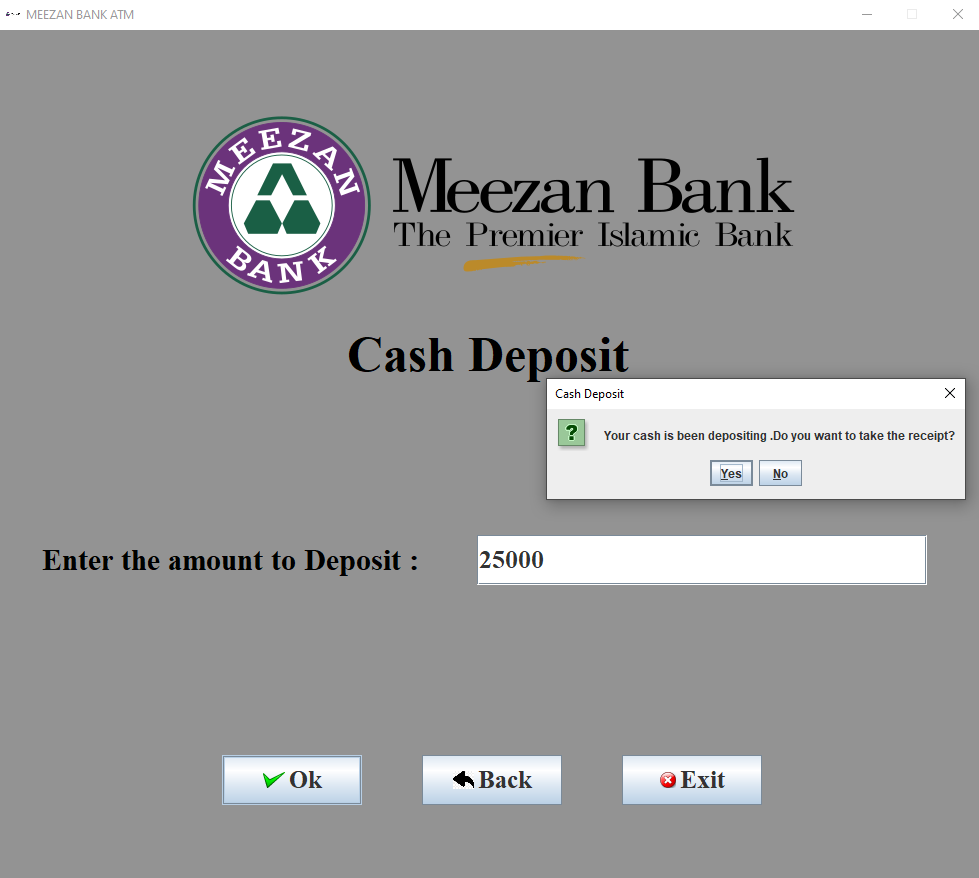 MEEZAN BANK ATM
MEEZAN
BANK
Meezan Bank
The Premier Islamic Bank
Cash Deposit
Cash Deposit
Your cash is been depositing .Do you want to take the receipt?
Yes No
Enter the amount to Deposit : 25000
Ok Back Exit